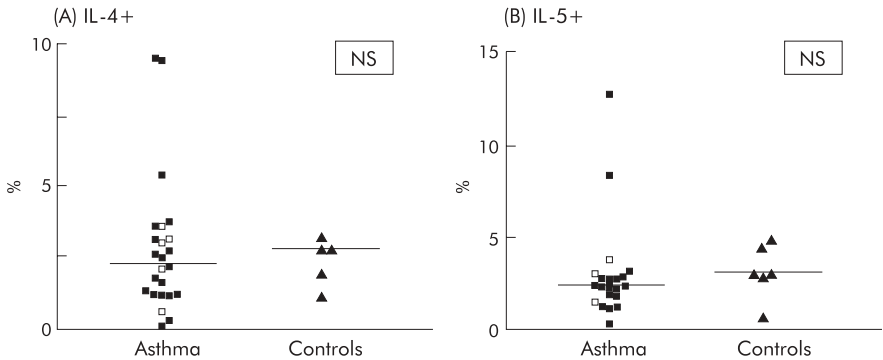 (A) IL-4+
NS
10
5
0
%
Asthma
Controls
(B) IL-5+
NS
15
10
5
0
%
Asthma
Controls